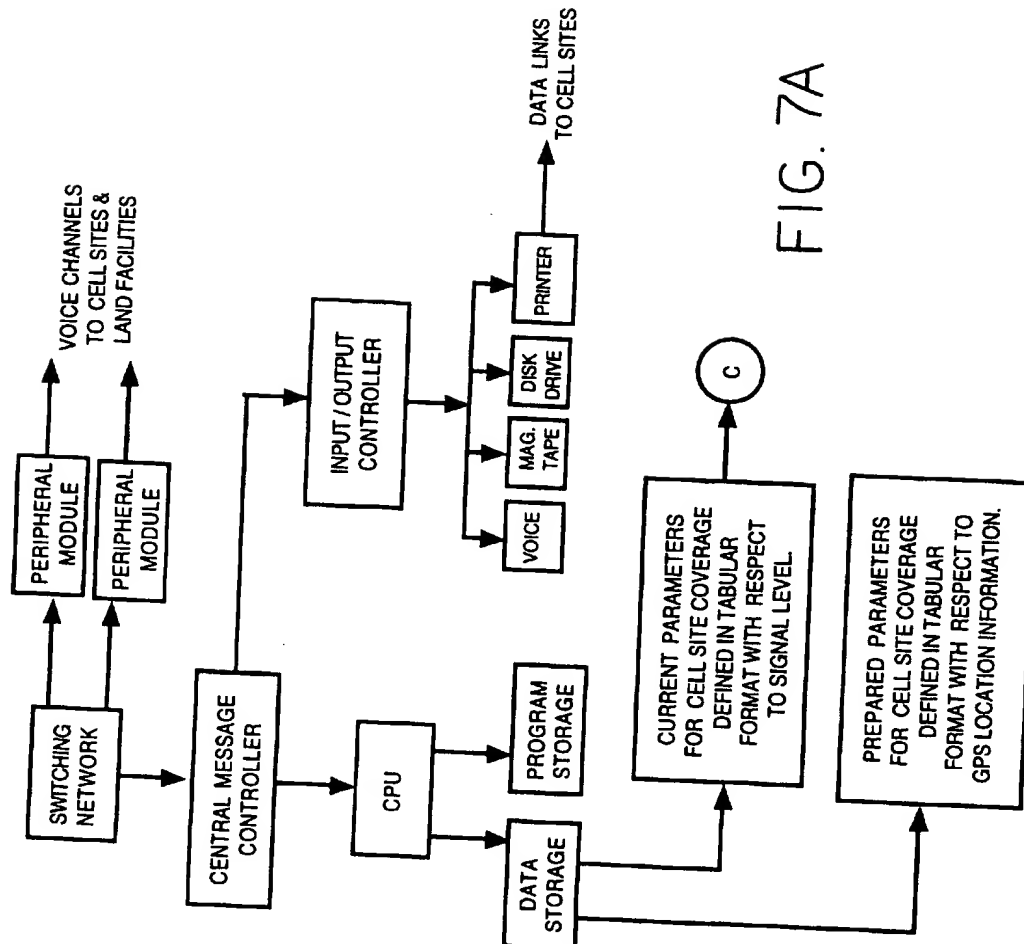 SWITCHING
NETWORK
PERIPHERAL
MODULE
PERIPHERAL
MODULE
VOICE CHANNELS
TO CELL SITES &
LAND FACILITIES
CENTRAL MESSAGE
CONTROLLER
INPUT / OUTPUT
CONTROLLER
CPU
VOICE
MAG.
TAPE
DISK
DRIVE
PRINTER
DATA LINKS
TO CELL SITES
DATA
STORAGE
PROGRAM
STORAGE
CURRENT PARAMETERS
FOR CELL SITE COVERAGE
DEFINED IN TABULAR
FORMAT WITH RESPECT
TO SIGNAL LEVEL.
C
PREPARED PARAMETERS
FOR CELL SITE COVERAGE
DEFINED IN TABULAR
FORMAT WITH RESPECT TO
GPS LOCATION INFORMATION.
FIG. 7A